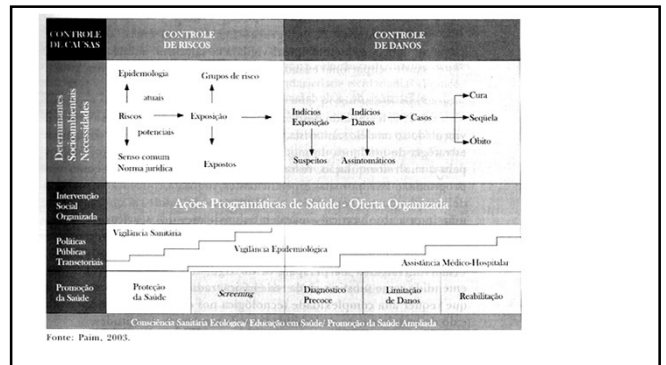 CONTROLE
DE CAUSAS
CONTROLE
DE RISCOS
CONTROLE
DE DANOS
Determinantes
Socioambientais
Necessidades
Epidemologia
Grupos de risco
atuais
Riscos
Exposição
potenciais
Senso comum
Norma jurídica
Expostos
Indícios
Exposição
Indícios
Danos
Casos
Cura
Seqüela
Óbito
Suspeitos
Assintomáticos
Intervenção
Social
Organizada
Ações Programáticas de Saúde - Oferta Organizada
Políticas
Públicas
Transetoriais
Vigilância Sanitária
Vigilância Epidemiológica
Assistência Médico-Hospitalar
Promoção
da Saúde
Proteção
da Saúde
Screening
Diagnóstico
Precoce
Limitação
de Danos
Reabilitação
Consciência Sanitária Ecológica/ Educação em Saúde/ Promoção da Saúde Ampliada
Fonte: Paim, 2003.